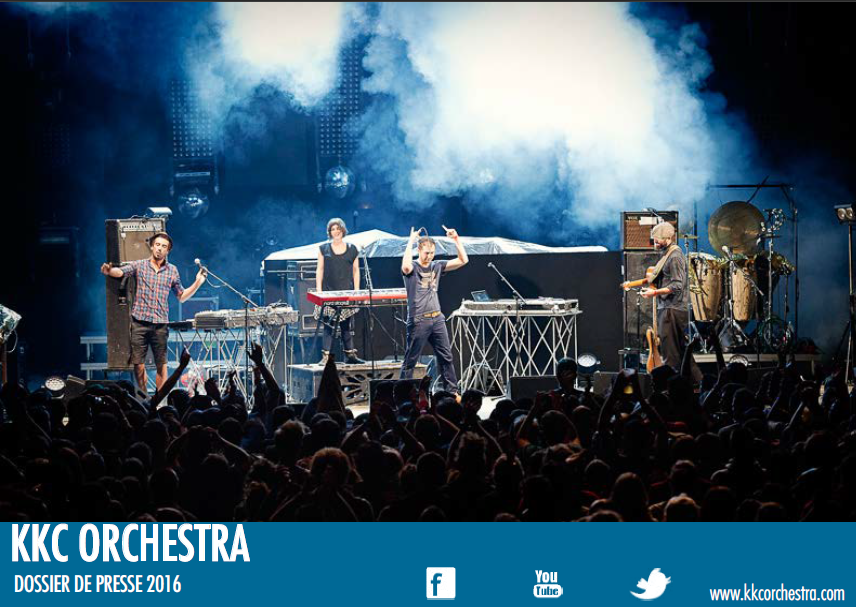 KKC ORCHESTRA
DOSSIER DE PRESSE 2016
f
You
Tube
www.kkcorchestra.com